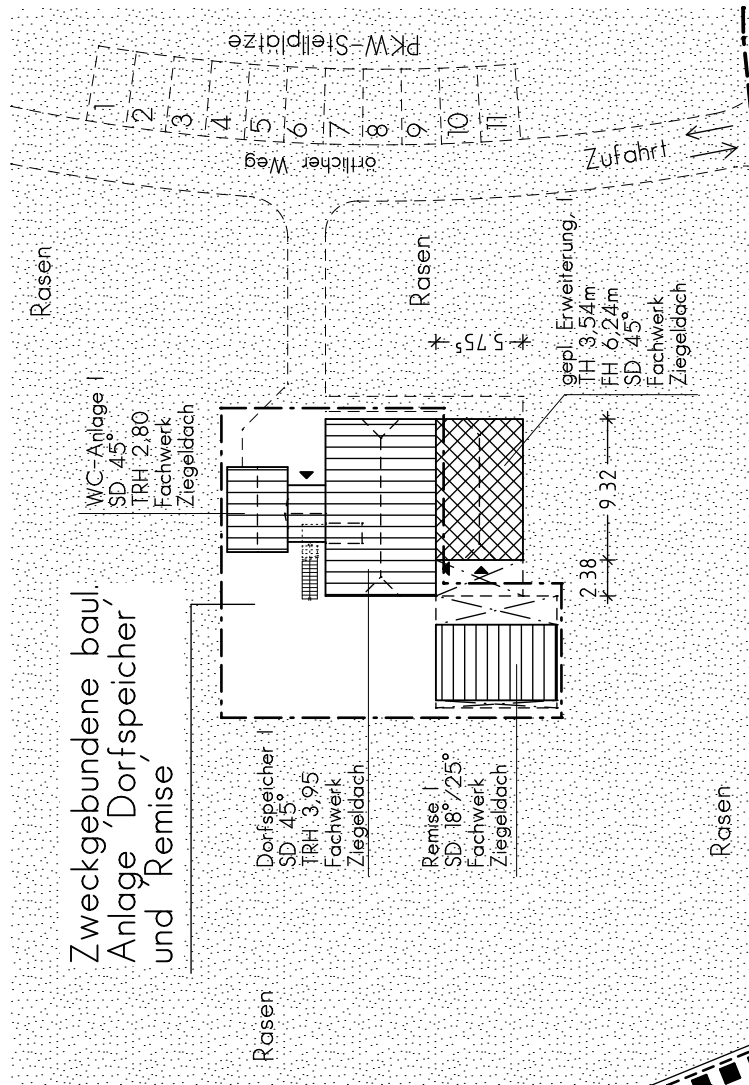 PKW-Stellplätze
1
2
3
4
5
6
7
8
9
10
11
örtlicher Weg
Zufahrt
Rasen
Rasen
WC-Anlage I
SD 45°
TRH 2,80
Fachwerk
Ziegeldach
gepl. Erweiterung, I
TH 3,54m
FH 6,24m
SD 45°
Fachwerk
Ziegeldach
5.75⁵
9.32
2.38
Zweckgebundene baul.
Anlage 'Dorfspeicher'
und 'Remise'
Dorfspeicher I
SD 45°
TRH 3,95
Fachwerk
Ziegeldach
Remise I
SD 18°/25°
Fachwerk
Ziegeldach
Rasen
Rasen